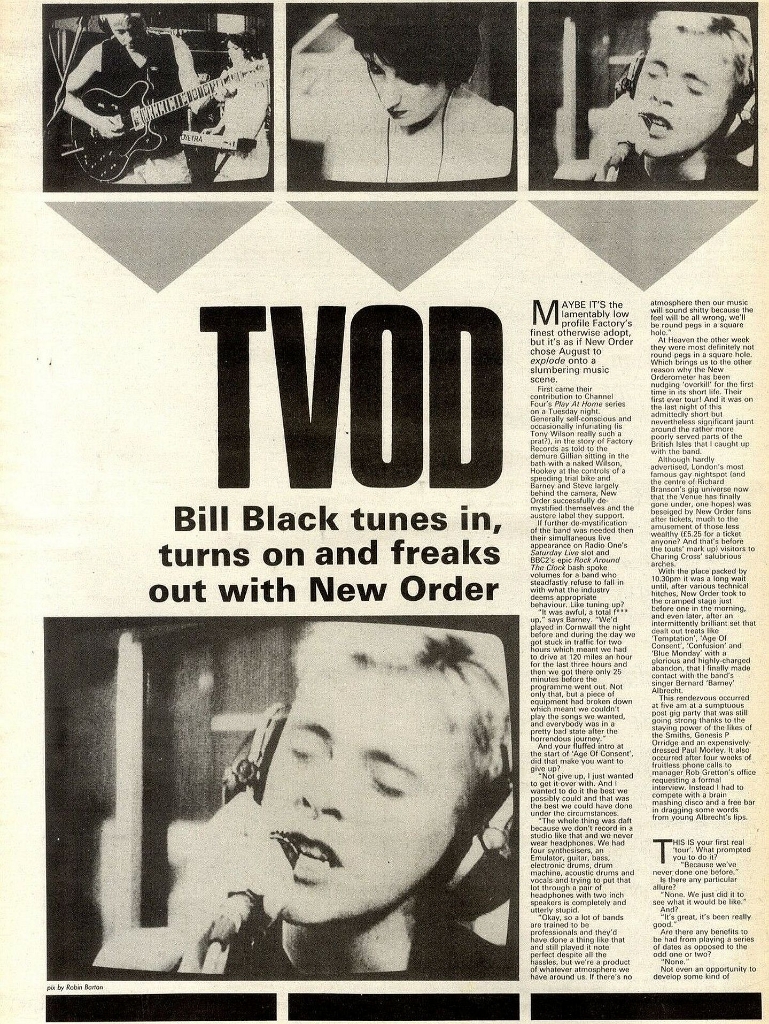 TVOD
Bill Black tunes in,
turns on and freaks
out with New Order
MAYBE IT'S the
lamentably low
profile Factory's
finest otherwise adopt,
but it's as if New Order
chose August to
explode onto a
slumbering music
scene.
First came their
contribution to Channel
Four's Play At Home series
on a Tuesday night.
Generally self-conscious and
occasionally infuriating (is
Tony Wilson really such a
prat?), in the story of Factory
Records as told to the
demure Gillian sitting in the
bath with a naked Wilson,
Hookey at the controls of a
speeding trial bike and
Barney and Steve largely
behind the camera, New
Order successfully de-
mystified themselves and the
austere label they support.
If further de-mystification
of the band was needed then
their simultaneous live
appearance on Radio One's
Saturday Live slot and
BBC2's epic Rock Around
The Clock bash spoke
volumes for a band who
steadfastly refuse to fall in
with what the industry
deems appropriate
behaviour. Like tuning up?
"It was awful, a total f***
up," says Barney. "We'd
played in Cornwall the night
before and during the day we
got stuck in traffic for two
hours which meant we had
to drive at 120 miles an hour
for the last three hours and
then we got there only 25
minutes before the
programme went out. Not
only that, but a piece of
equipment had broken down
which meant we couldn't
play the songs we wanted,
and everybody was in a
pretty bad state after the
horrendous journey."
And your fluffed intro at
the start of 'Age Of Consent',
did that make you want to
give up?
"Not give up, I just wanted
to get it over with. And I
wanted to do it the best we
possibly could and that was
the best we could have done
under the circumstances.
"The whole thing was daft
because we don't record in a
studio like that and we never
wear headphones. We had
four synthesisers, an
Emulator, guitar, bass,
electronic drums, drum
machine, acoustic drums and
vocals and trying to put that
lot through a pair of
headphones with two inch
speakers is completely and
utterly stupid.
"Okay, so a lot of bands
are trained to be
professionals and they'd
have done a thing like that
and still played it note
perfect despite all the
hassles, but we're a product
of whatever atmosphere we
have around us. If there's no
atmosphere then our music
will sound shitty because the
feel will be all wrong, we'll
be round pegs in a square
hole."
At Heaven the other week
they were most definitely not
round pegs in a square hole.
Which brings us to the other
reason why the New
Orderometer has been
nudging 'overkill' for the first
time in its short life. Their
first ever tour! And it was on
the last night of this
admittedly short but
nevertheless significant jaunt
around the rather more
poorly served parts of the
British Isles that I caught up
with the band.
Although hardly
advertised, London's most
famous gay nightspot (and
the centre of Richard
Branson's gig universe now
that the Venue has finally
gone under, one hopes) was
besieged by New Order fans
after tickets, much to the
amusement of those less
wealthy (£5.25 for a ticket
anyone? And that's before
the touts' mark up) visitors to
Charing Cross' salubrious
arches.
With the place packed by
10.30pm it was a long wait
until, after various technical
hitches, New Order took to
the cramped stage just
before one in the morning,
and even later, after an
intermittently brilliant set that
dealt out treats like
'Temptation', 'Age Of
Consent', 'Confusion' and
'Blue Monday' with a
glorious and highly-charged
abandon, that I finally made
contact with the band's
singer Bernard 'Barney'
Albrecht.
This rendezvous occurred
at five am at a sumptuous
post gig party that was still
going strong thanks to the
staying power of the likes of
the Smiths, Genesis P
Orridge and an expensively-
dressed Paul Morley. It also
occurred after four weeks of
fruitless phone calls to
manager Rob Gretton's office
requesting a formal
interview. Instead I had to
compete with a brain
mashing disco and a free bar
in dragging some words
from young Albrecht's lips.
THIS IS your first real
'tour'. What prompted
you to do it?
"Because we've
never done one before."
Is there any particular
allure?
"None. We just did it to
see what it would be like."
And?
"It's great, it's been really
good."
Are there any benefits to
be had from playing a series
of dates as opposed to the
odd one or two?
"None."
Not even an opportunity to
develop some kind of
pix by Robin Barton